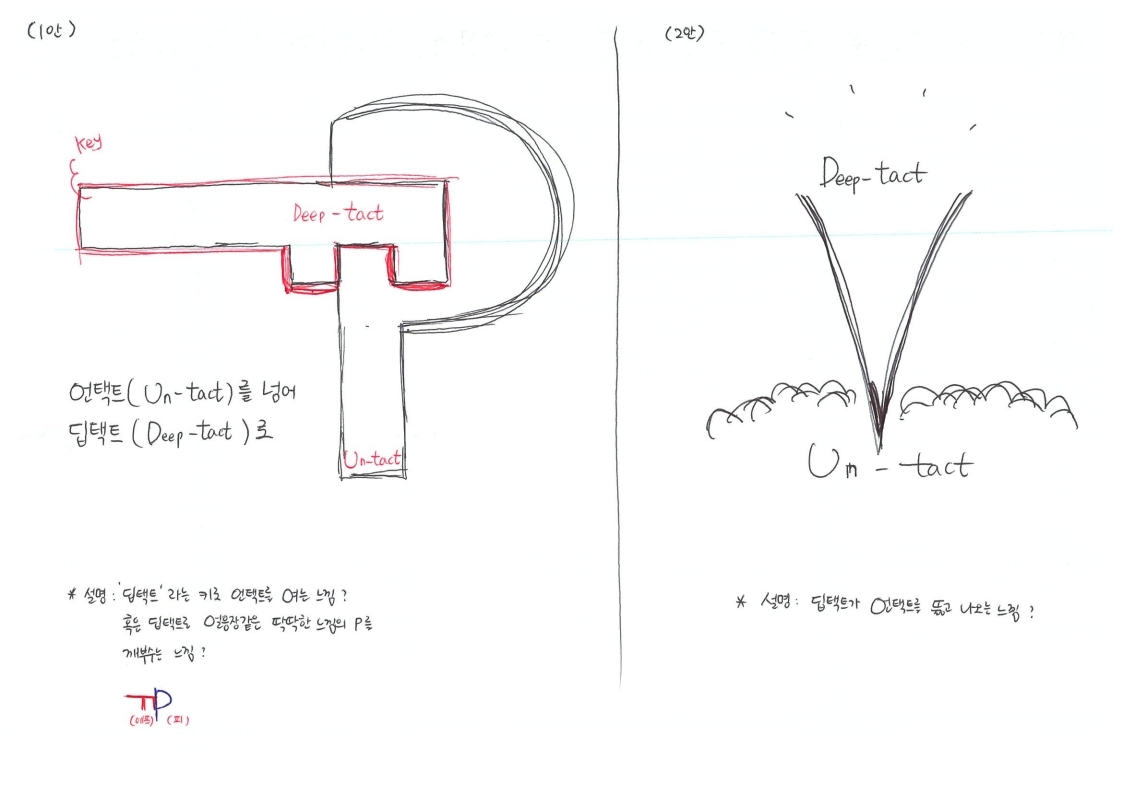 (1안)
Key
Deep-tact
Un-tact
언택트(Un-tact)를 넘어
딥택트(Deep-tact)로
* 설명: '딥택트'라는 키로 언택트를 여는 느낌?
혹은 딥택트로 얼음장같은 딱딱한 느낌의 P를
깨부수는 느낌?
(에프) (피)
(2안)
Deep-tact
Un-tact
* 설명: 딥택트가 언택트를 뚫고 나오는 느낌?